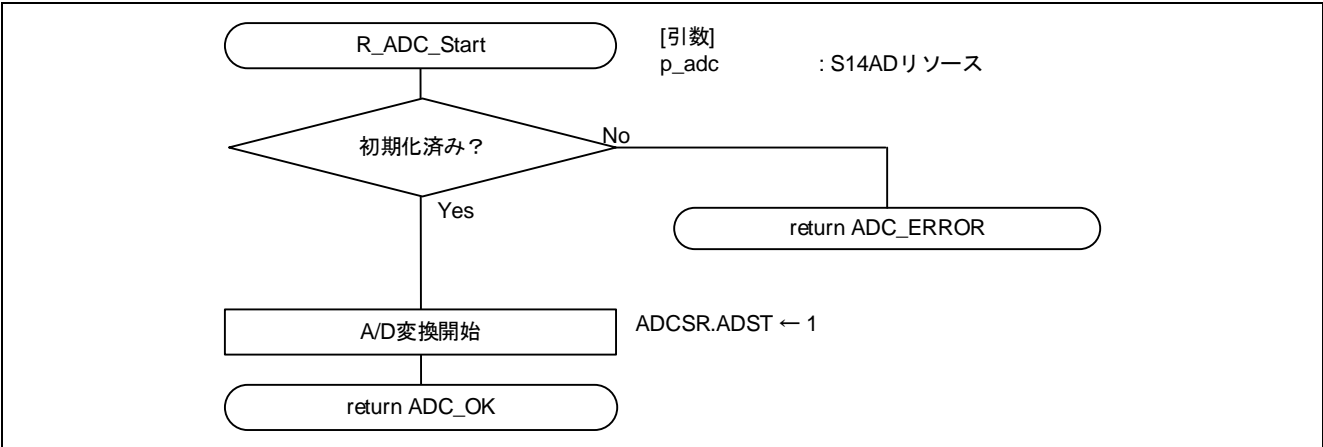 R_ADC_Start
[引数]
p_adc : S14ADリソース
初期化済み？
No
Yes
return ADC_ERROR
A/D変換開始
ADCSR.ADST ← 1
return ADC_OK